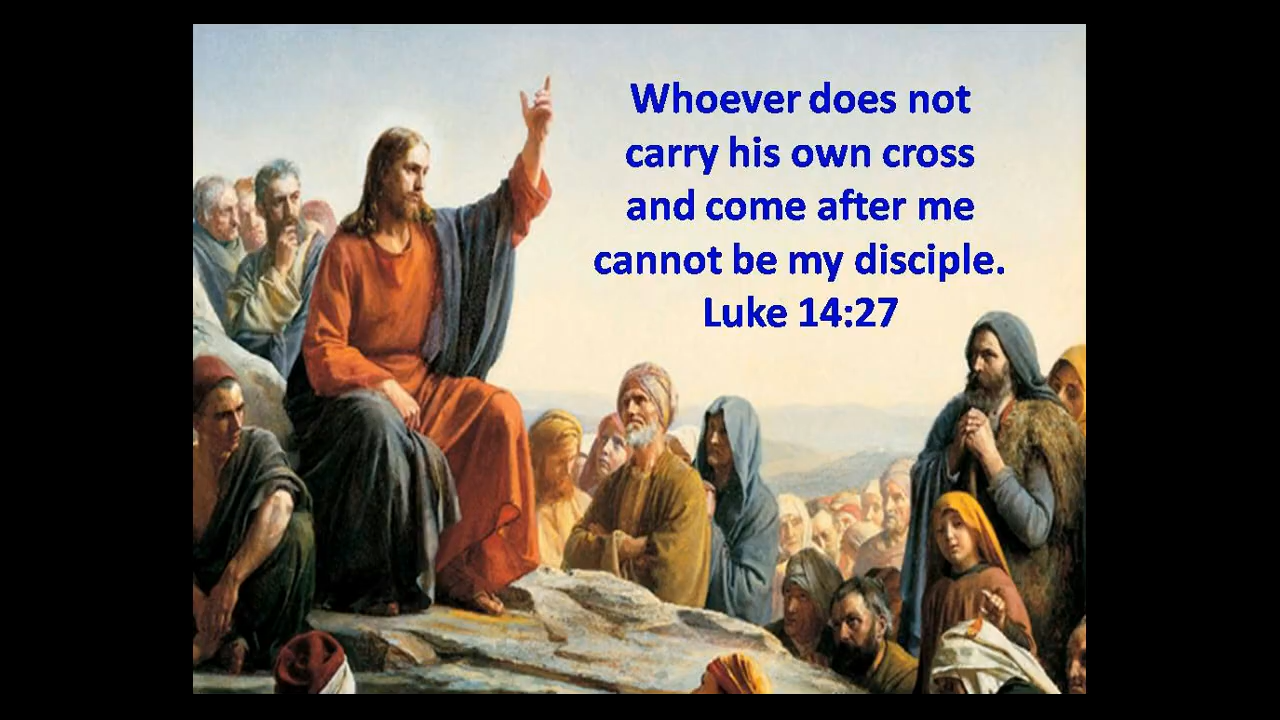 Whoever does not
carry his own cross
and come after me
cannot be my disciple.
Luke 14:27